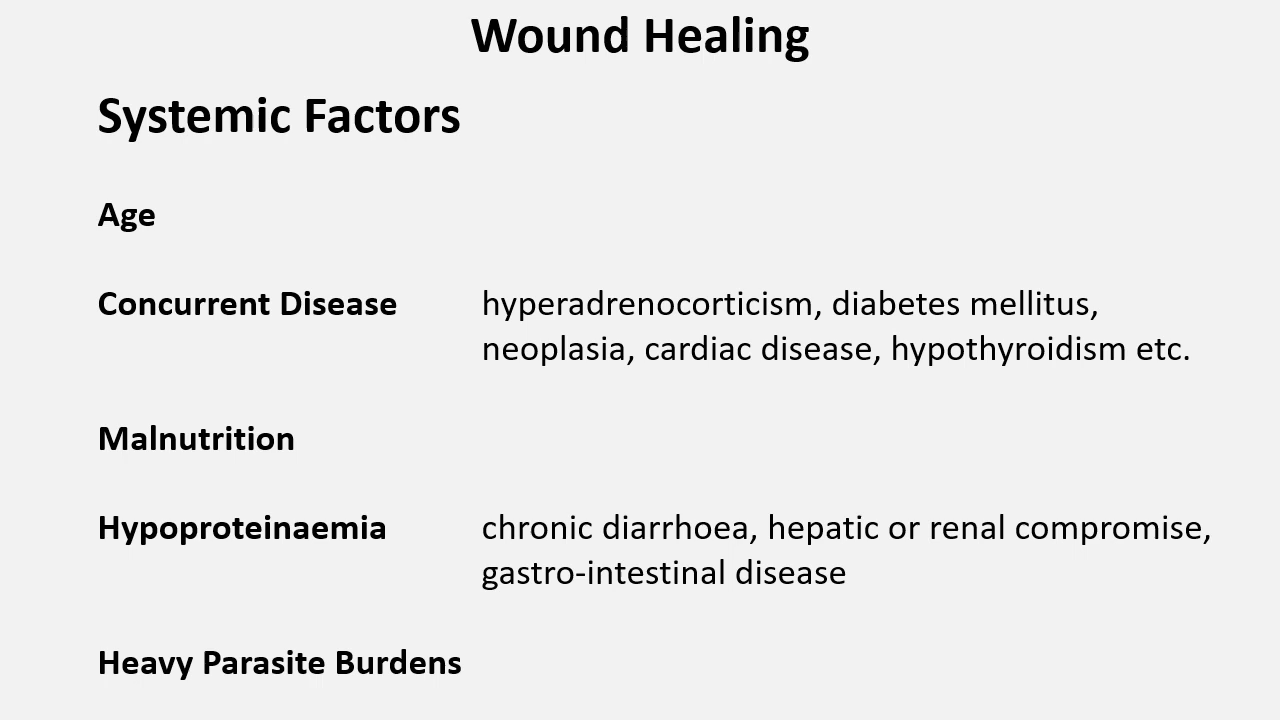 Wound Healing
Systemic Factors
Age
Concurrent Disease hyperadrenocorticism, diabetes mellitus,
neoplasia, cardiac disease, hypothyroidism etc.
Malnutrition
Hypoproteinaemia chronic diarrhoea, hepatic or renal compromise,
gastro-intestinal disease
Heavy Parasite Burdens